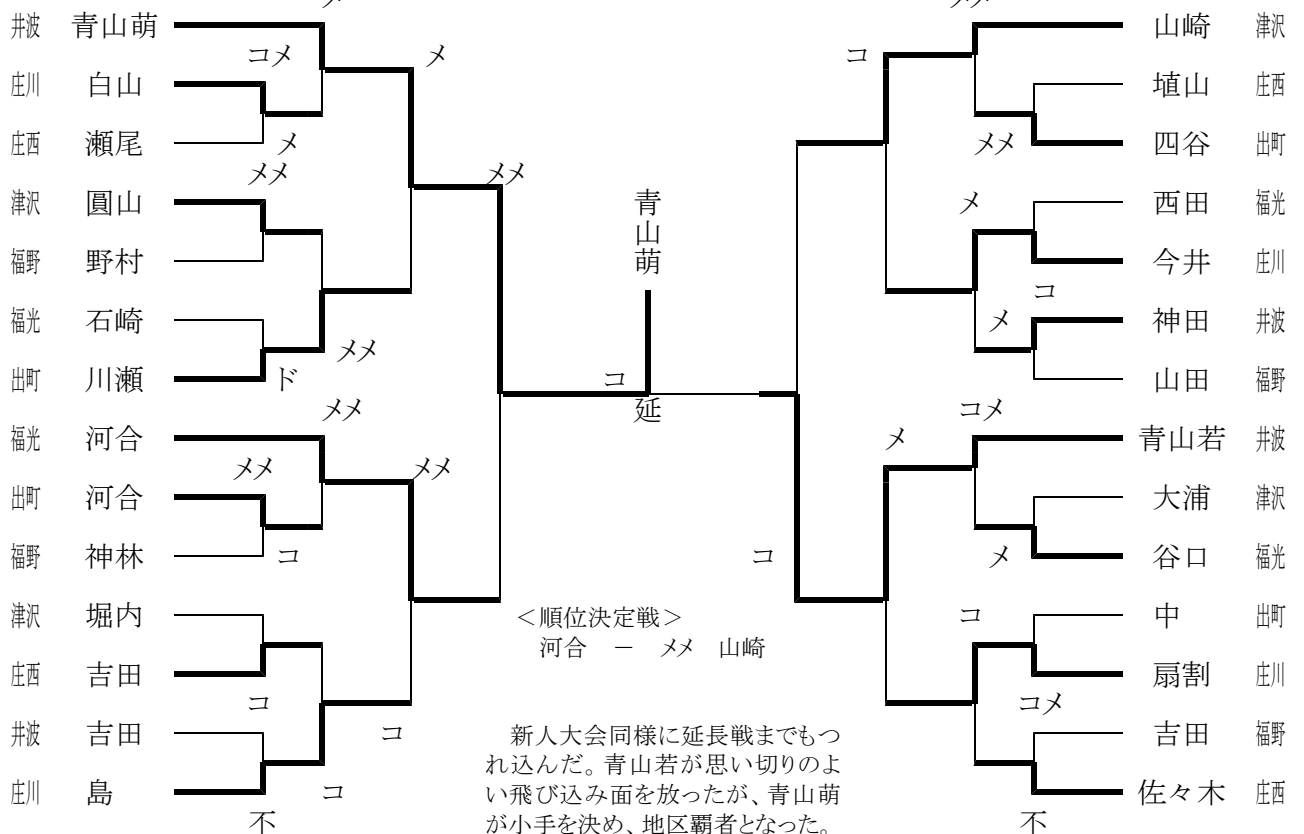 メ
メメ
井波 青山萌
山崎 津沢
コメ
メ
コ
庄川 白山
埴山 庄西
庄西 瀬尾
メ
メメ
四谷 出町
メメ
メメ
津沢 圓山
青山萌
メ
西田 福光
福野 野村
今井 庄川
コ
福光 石崎
メ
神田 井波
メメ
出町 川瀬
ド
コ
延
山田 福野
メメ
コメ
福光 河合
メ
青山若 井波
メメ
メメ
出町 河合
大浦 津沢
福野 神林
コ
コ
メ
谷口 福光
津沢 堀内
<順位決定戦>
コ
中 出町
河合 - メメ 山崎
庄西 吉田
扇割 庄川
コ
コメ
井波 吉田
コ
吉田 福野
新人大会同様に延長戦までもつ
れ込んだ。青山若が思い切りのよ
い飛び込み面を放ったが、青山萌
が小手を決め、地区覇者となった。
庄川 島
コ
佐々木 庄西
不
不